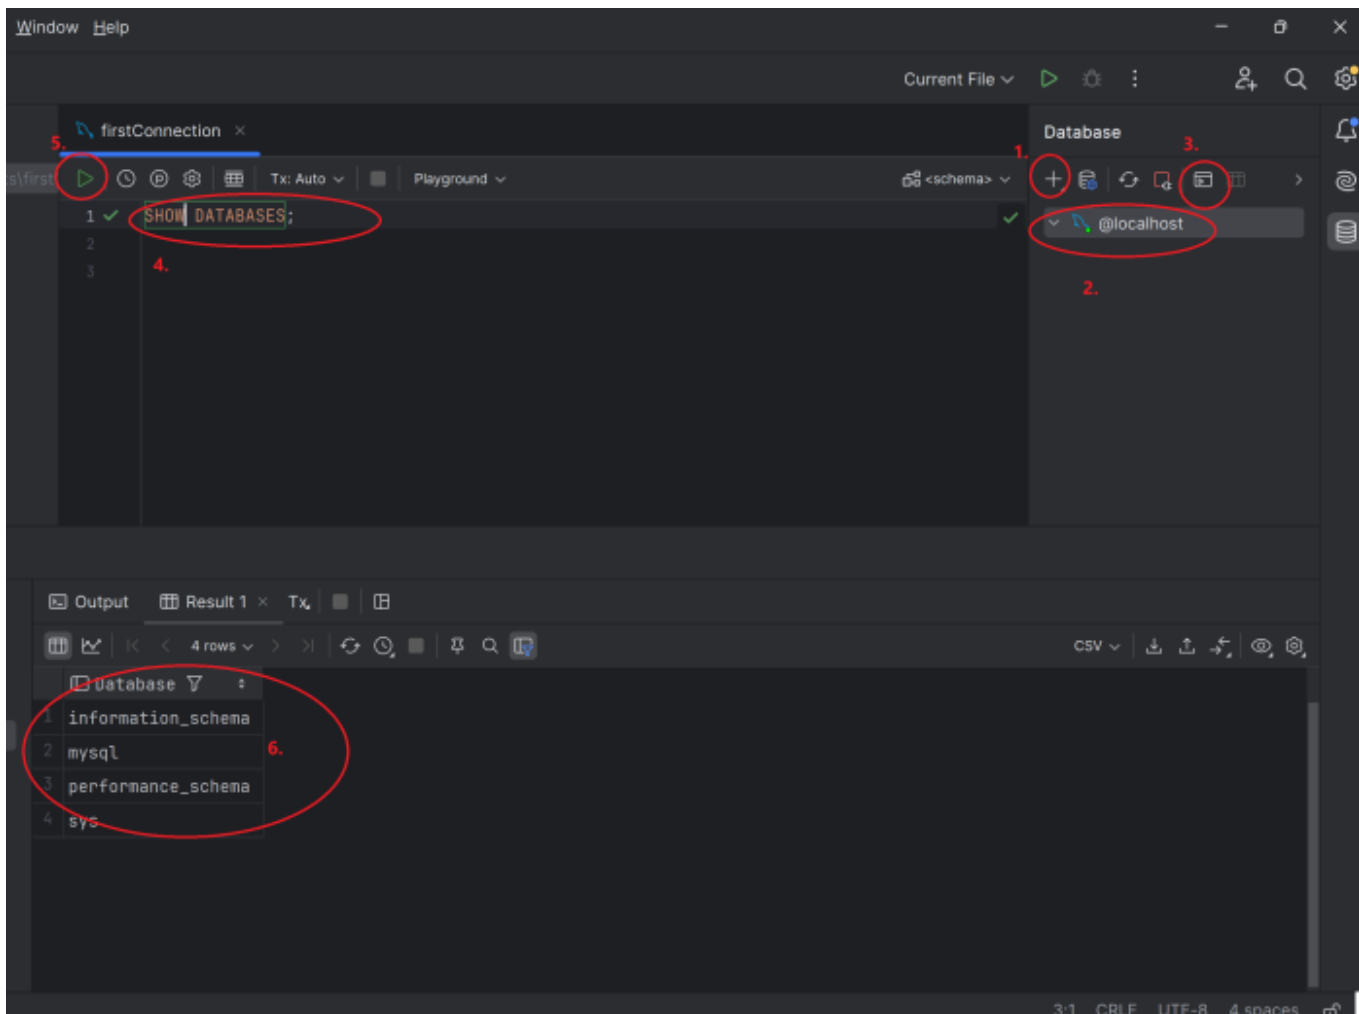 Window Help
Current File
firstConnection
Database
5.
1.
3.
s\first
Tx: Auto
Playground
<schema>
1 SHOW DATABASES;
@localhost
2
3
4.
2.
Output
Result 1
Tx
4 rows
CSV
Database
1 information_schema
2 mysql
6.
3 performance_schema
4 sys
3:1 CRLF UTF-8 4 spaces